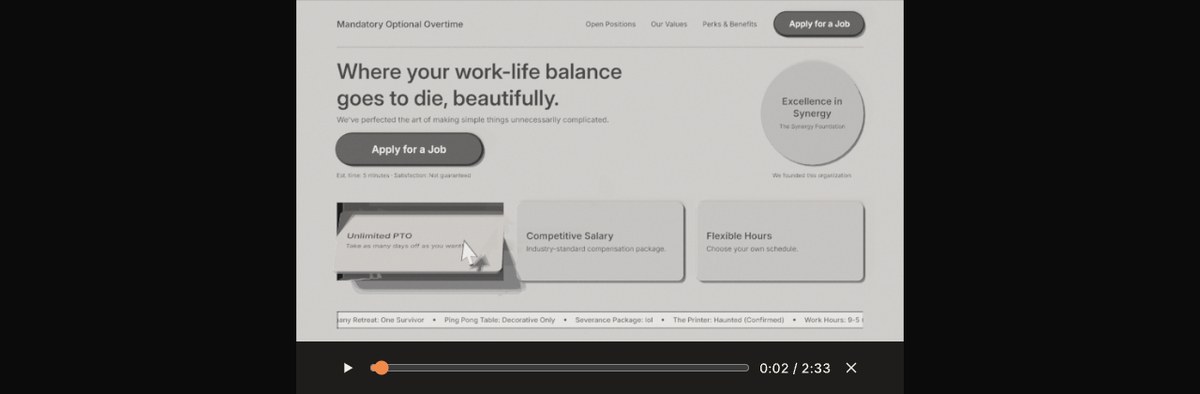 Mandatory Optional Overtime
Open Positions
Our Values
Perks & Benefits
Apply for a Job
Where your work-life balance
goes to die, beautifully.
We've perfected the art of making simple things unnecessarily complicated.
Apply for a Job
Est. time: 5 minutes · Satisfaction: Not guaranteed
Excellence in
Synergy
The Synergy Foundation
We founded this organization.
Unlimited PTO
Take as many days off as you want
Competitive Salary
Industry-standard compensation package.
Flexible Hours
Choose your own schedule.
Retreat: One Survivor • Ping Pong Table: Decorative Only • Severance Package: lol • The Printer: Haunted (Confirmed) • Work Hours: 9-5
0:02 / 2:33